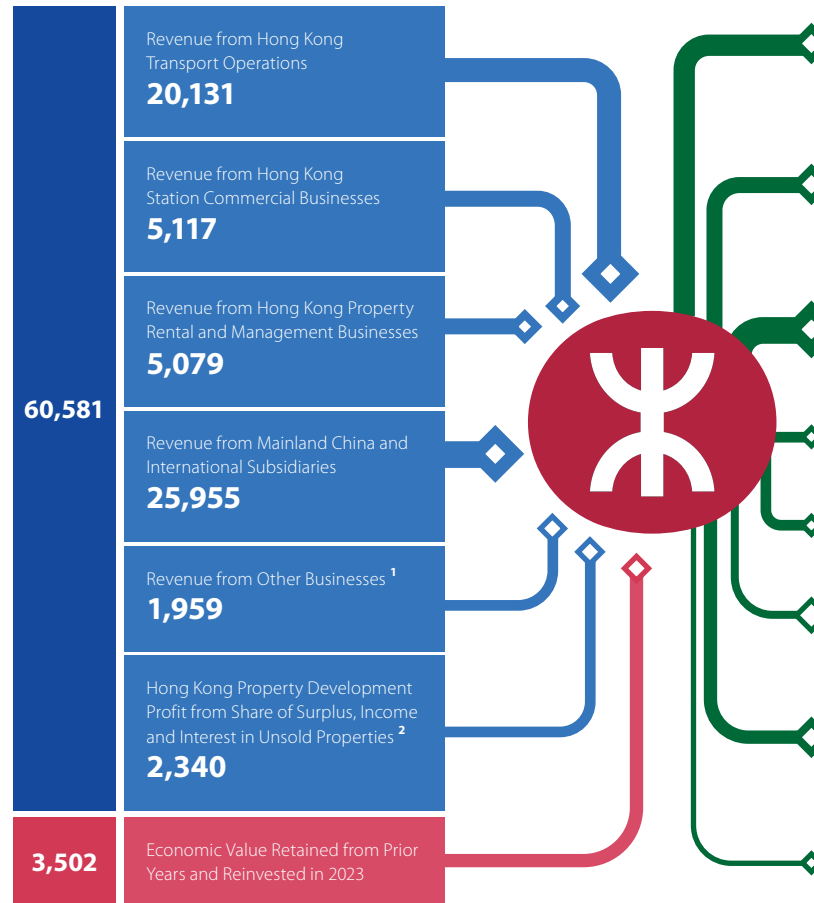 60,581
Revenue from Hong Kong
Transport Operations
20,131
Revenue from Hong Kong
Station Commercial Businesses
5,117
Revenue from Hong Kong Property
Rental and Management Businesses
5,079
Revenue from Mainland China and
International Subsidiaries
25,955
Revenue from Other Businesses 1
1,959
Hong Kong Property Development
Profit from Share of Surplus, Income
and Interest in Unsold Properties 2
2,340
3,502
Economic Value Retained from Prior
Years and Reinvested in 2023